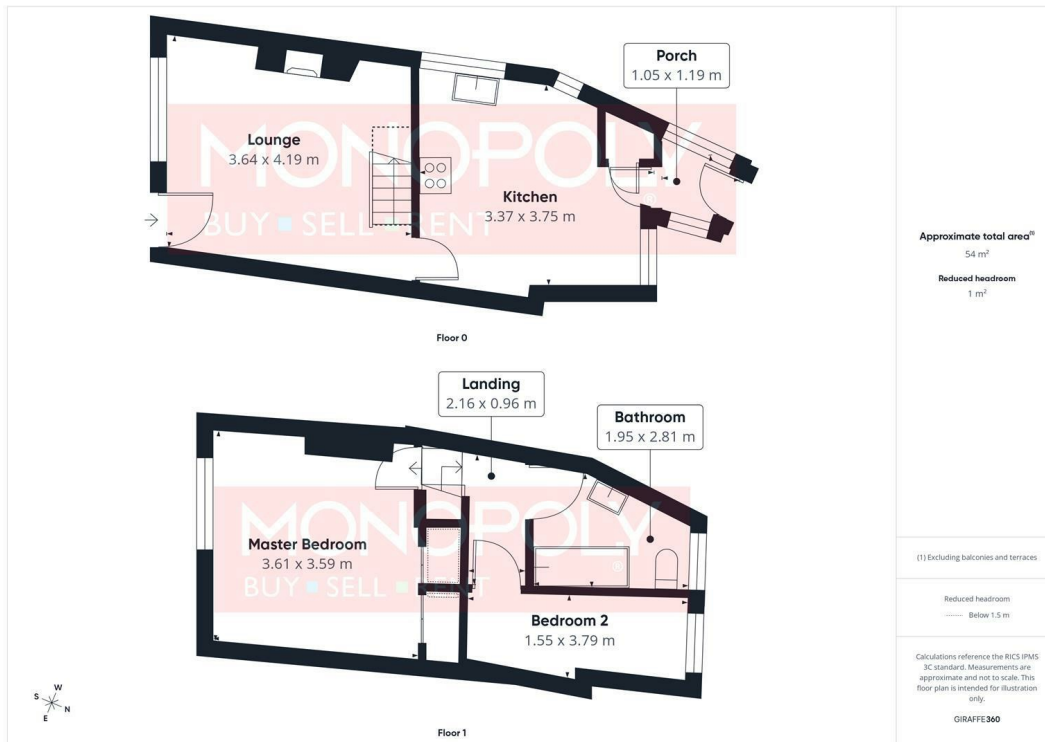 Porch
1.05 x 1.19 m
Lounge
3.64 x 4.19 m
Kitchen
3.37 x 3.75 m
MONOPOLY
BUY SELL RENT
Floor 0
Landing
2.16 x 0.96 m
Bathroom
1.95 x 2.81 m
Master Bedroom
3.61 x 3.59 m
MONOPOLY
BUY SELL RENT
Bedroom 2
1.55 x 3.79 m
W
S
N
E
Floor 1
Approximate total area(1)
54 m²
Reduced headroom
1 m²
(1) Excluding balconies and terraces
Reduced headroom
Below 1.5 m
Calculations reference the RICS IPMS
3C standard. Measurements are
approximate and not to scale. This
floor plan is intended for illustration
only.
GIRAFFE360